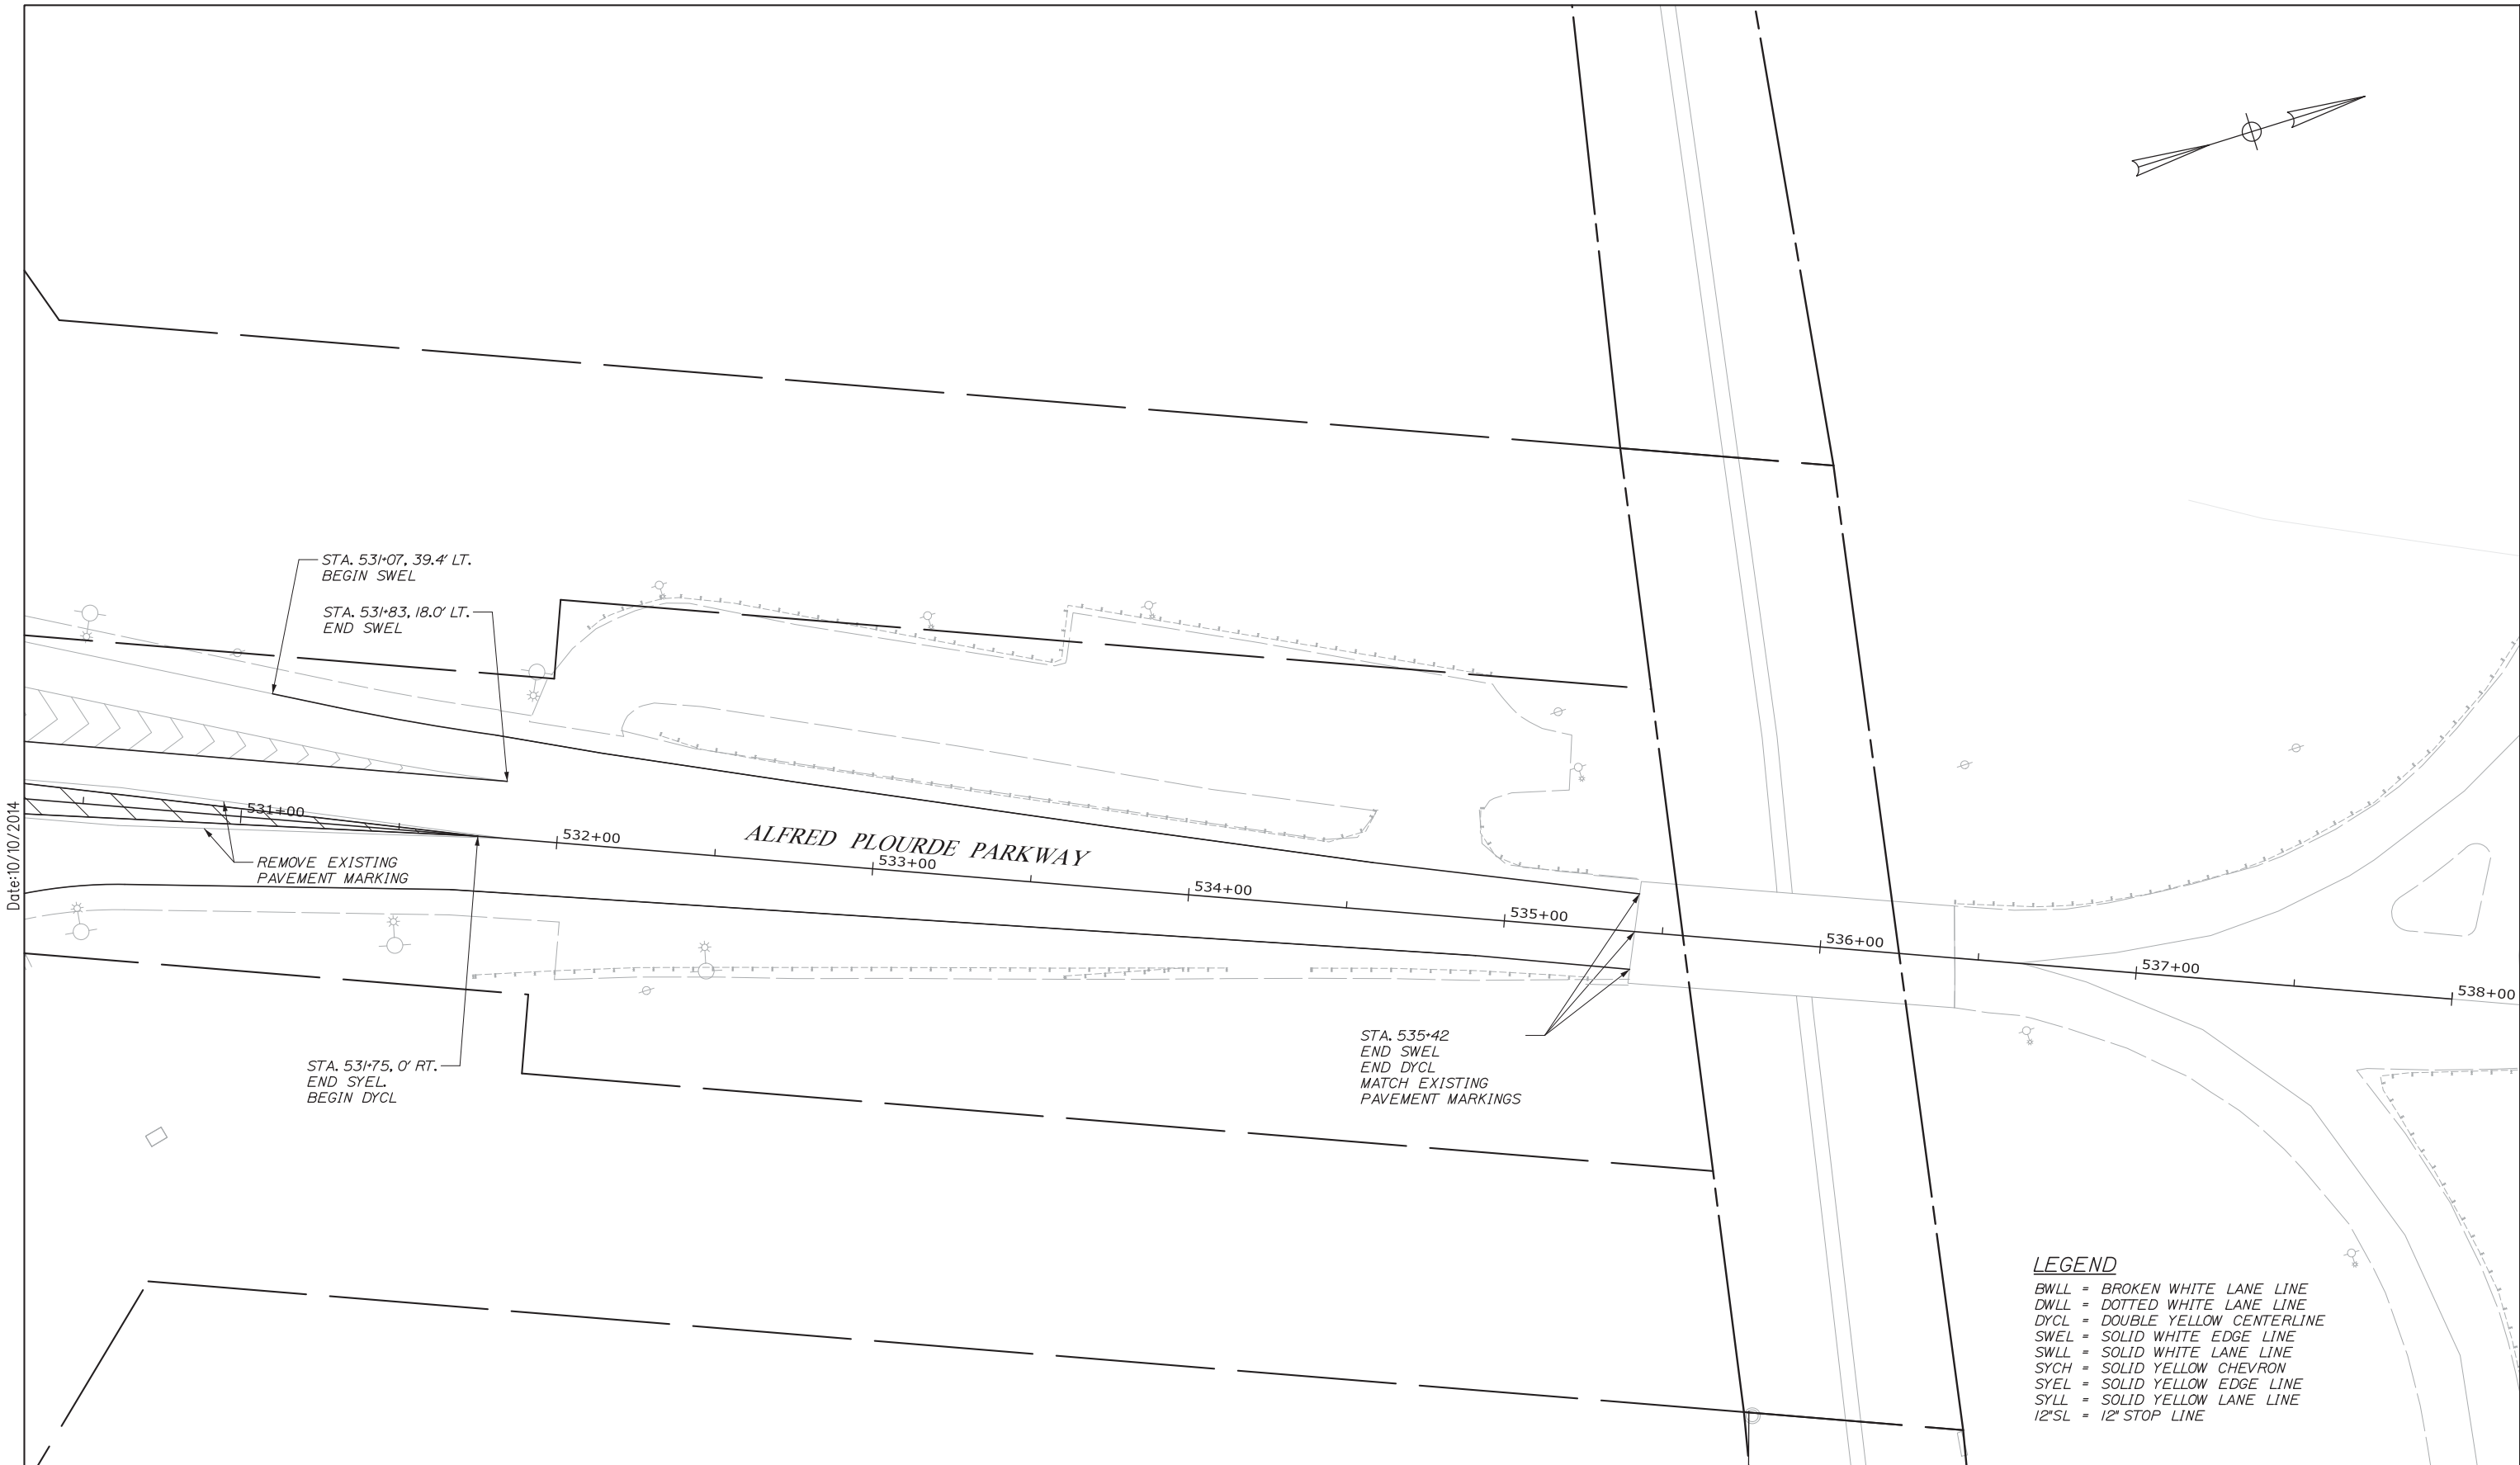 STA. 531+07, 39.4' LT.
BEGIN SWEL
STA. 531+83, 18.0' LT.
END SWEL
531+00
532+00
ALFRED PLOURDE PARKWAY
533+00
534+00
535+00
536+00
537+00
538+00
REMOVE EXISTING
PAVEMENT MARKING
Date:10/10/2014
STA. 531+75, 0' RT.
END SYEL.
BEGIN DYCL
STA. 535+42
END SWEL
END DYCL
MATCH EXISTING
PAVEMENT MARKINGS
LEGEND
BWLL = BROKEN WHITE LANE LINE
DWLL = DOTTED WHITE LANE LINE
DYCL = DOUBLE YELLOW CENTERLINE
SWEL = SOLID WHITE EDGE LINE
SWLL = SOLID WHITE LANE LINE
SYCH = SOLID YELLOW CHEVRON
SYEL = SOLID YELLOW EDGE LINE
SYLL = SOLID YELLOW LANE LINE
12"SL = 12" STOP LINE